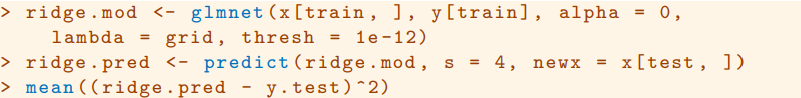 > ridge.mod <- glmnet(x[train, ], y[train], alpha = 0,
lambda = grid, thresh = 1e-12)
> ridge.pred <- predict(ridge.mod, s = 4, newx = x[test, ])
> mean((ridge.pred - y.test)^2)